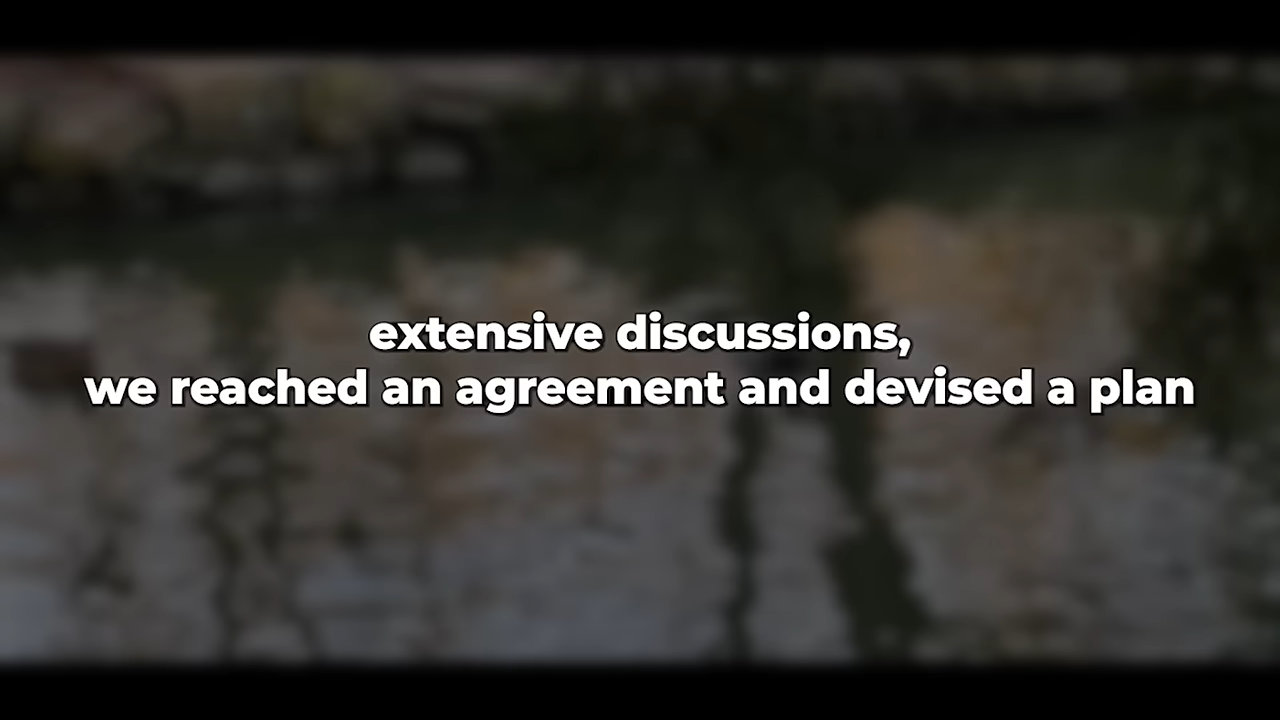 extensive discussions,
we reached an agreement and devised a plan